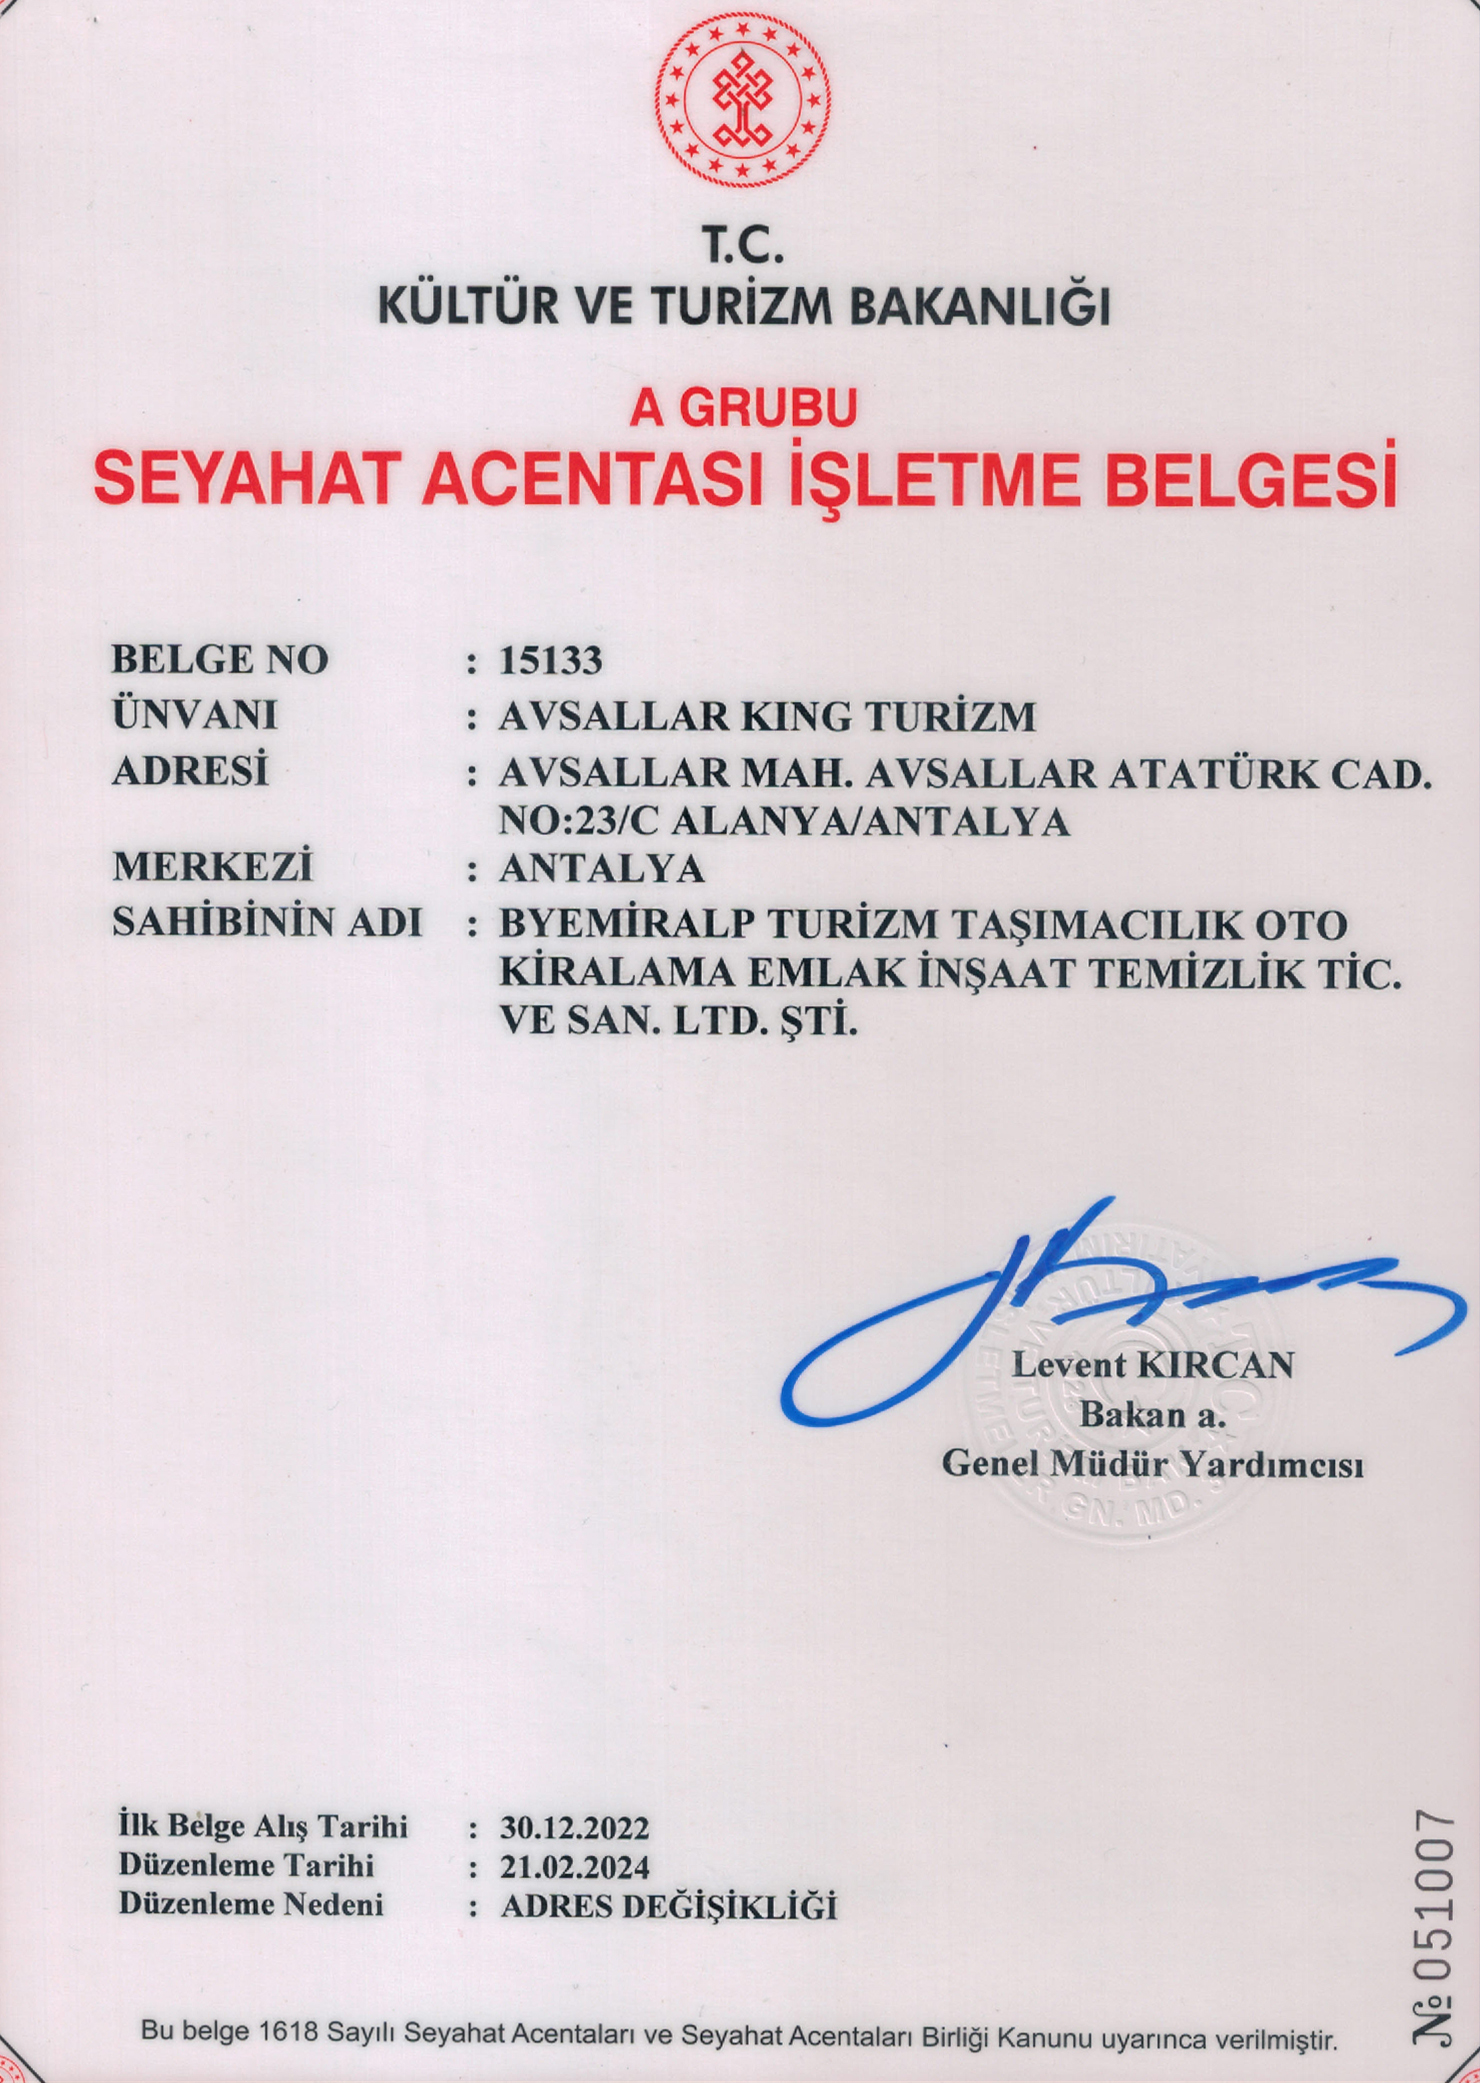 T.C.
KÜLTÜR VE TURİZM BAKANLIĞI
A GRUBU
SEYAHAT ACENTASI İŞLETME BELGESİ
BELGE NO : 15133
ÜNVANI : AVSALLAR KING TURİZM
ADRESİ : AVSALLAR MAH. AVSALLAR ATATÜRK CAD.
NO:23/C ALANYA/ANTALYA
MERKEZİ : ANTALYA
SAHİBİNİN ADI : BYEMİRALP TURİZM TAŞIMACILIK OTO
KİRALAMA EMLAK İNŞAAT TEMİZLİK TİC.
VE SAN. LTD. ŞTİ.
Levent KIRCAN
Bakan a.
Genel Müdür Yardımcısı
İlk Belge Alış Tarihi : 30.12.2022
Düzenleme Tarihi : 21.02.2024
Düzenleme Nedeni : ADRES DEĞİŞİKLİĞİ
№ 051007
Bu belge 1618 Sayılı Seyahat Acentaları ve Seyahat Acentaları Birliği Kanunu uyarınca verilmiştir.